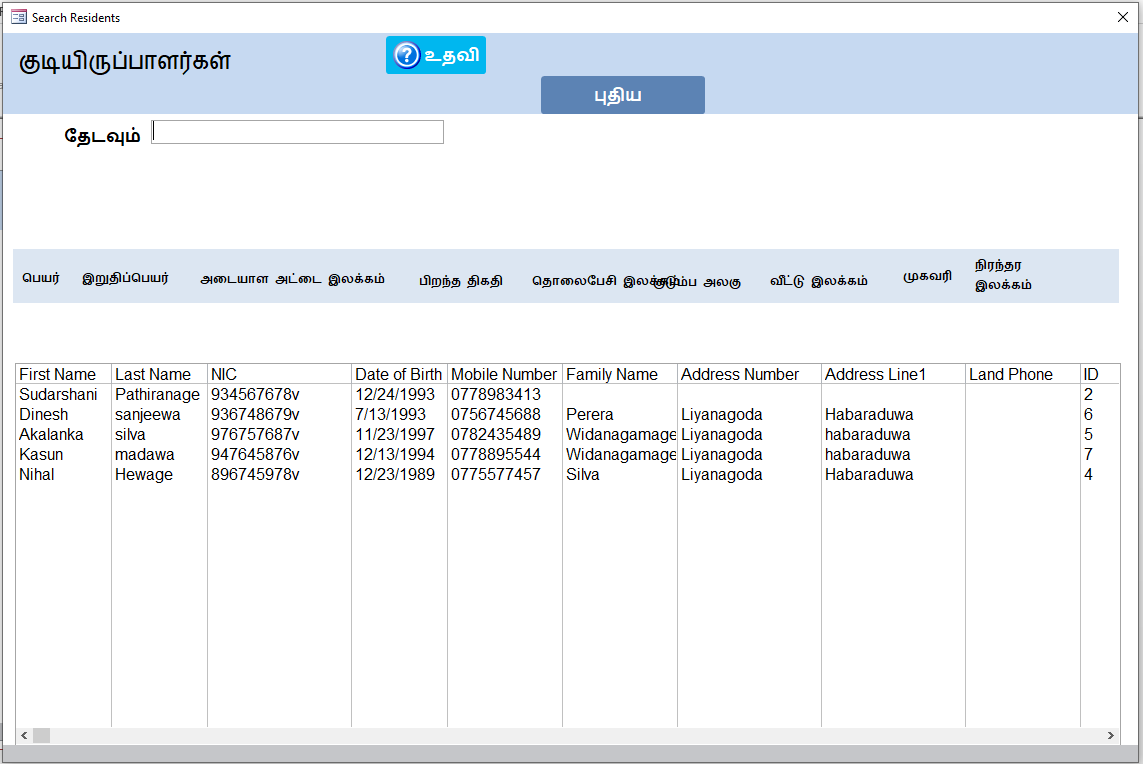 Search Residents
குடியிருப்பாளர்கள்
? உதவி
புதிய
தேடவும்
பெயர் இறுதிப்பெயர் அடையாள அட்டை இலக்கம் பிறந்த திகதி தொலைபேசி இலக்கம் குடும்ப அலகு வீட்டு இலக்கம் முகவரி நிரந்தர
இலக்கம்
First Name Last Name NIC Date of Birth Mobile Number Family Name Address Number Address Line1 Land Phone ID
Sudarshani Pathiranage 934567678v 12/24/1993 0778983413 2
Dinesh sanjeewa 936748679v 7/13/1993 0756745688 Perera Liyanagoda Habaraduwa 6
Akalanka silva 976757687v 11/23/1997 0782435489 Widanagamage Liyanagoda habaraduwa 5
Kasun madawa 947645876v 12/13/1994 0778895544 Widanagamage Liyanagoda habaraduwa 7
Nihal Hewage 896745978v 12/23/1989 0775577457 Silva Liyanagoda Habaraduwa 4